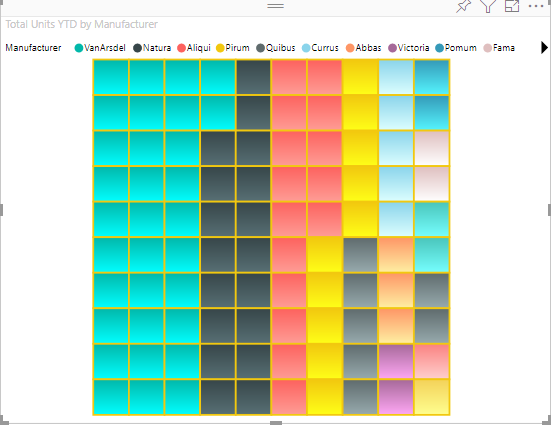 Total Units YTD by Manufacturer
Manufacturer VanArsdel Natura Aliqui Pirum Quibus Currus Abbas Victoria Pomum Fama